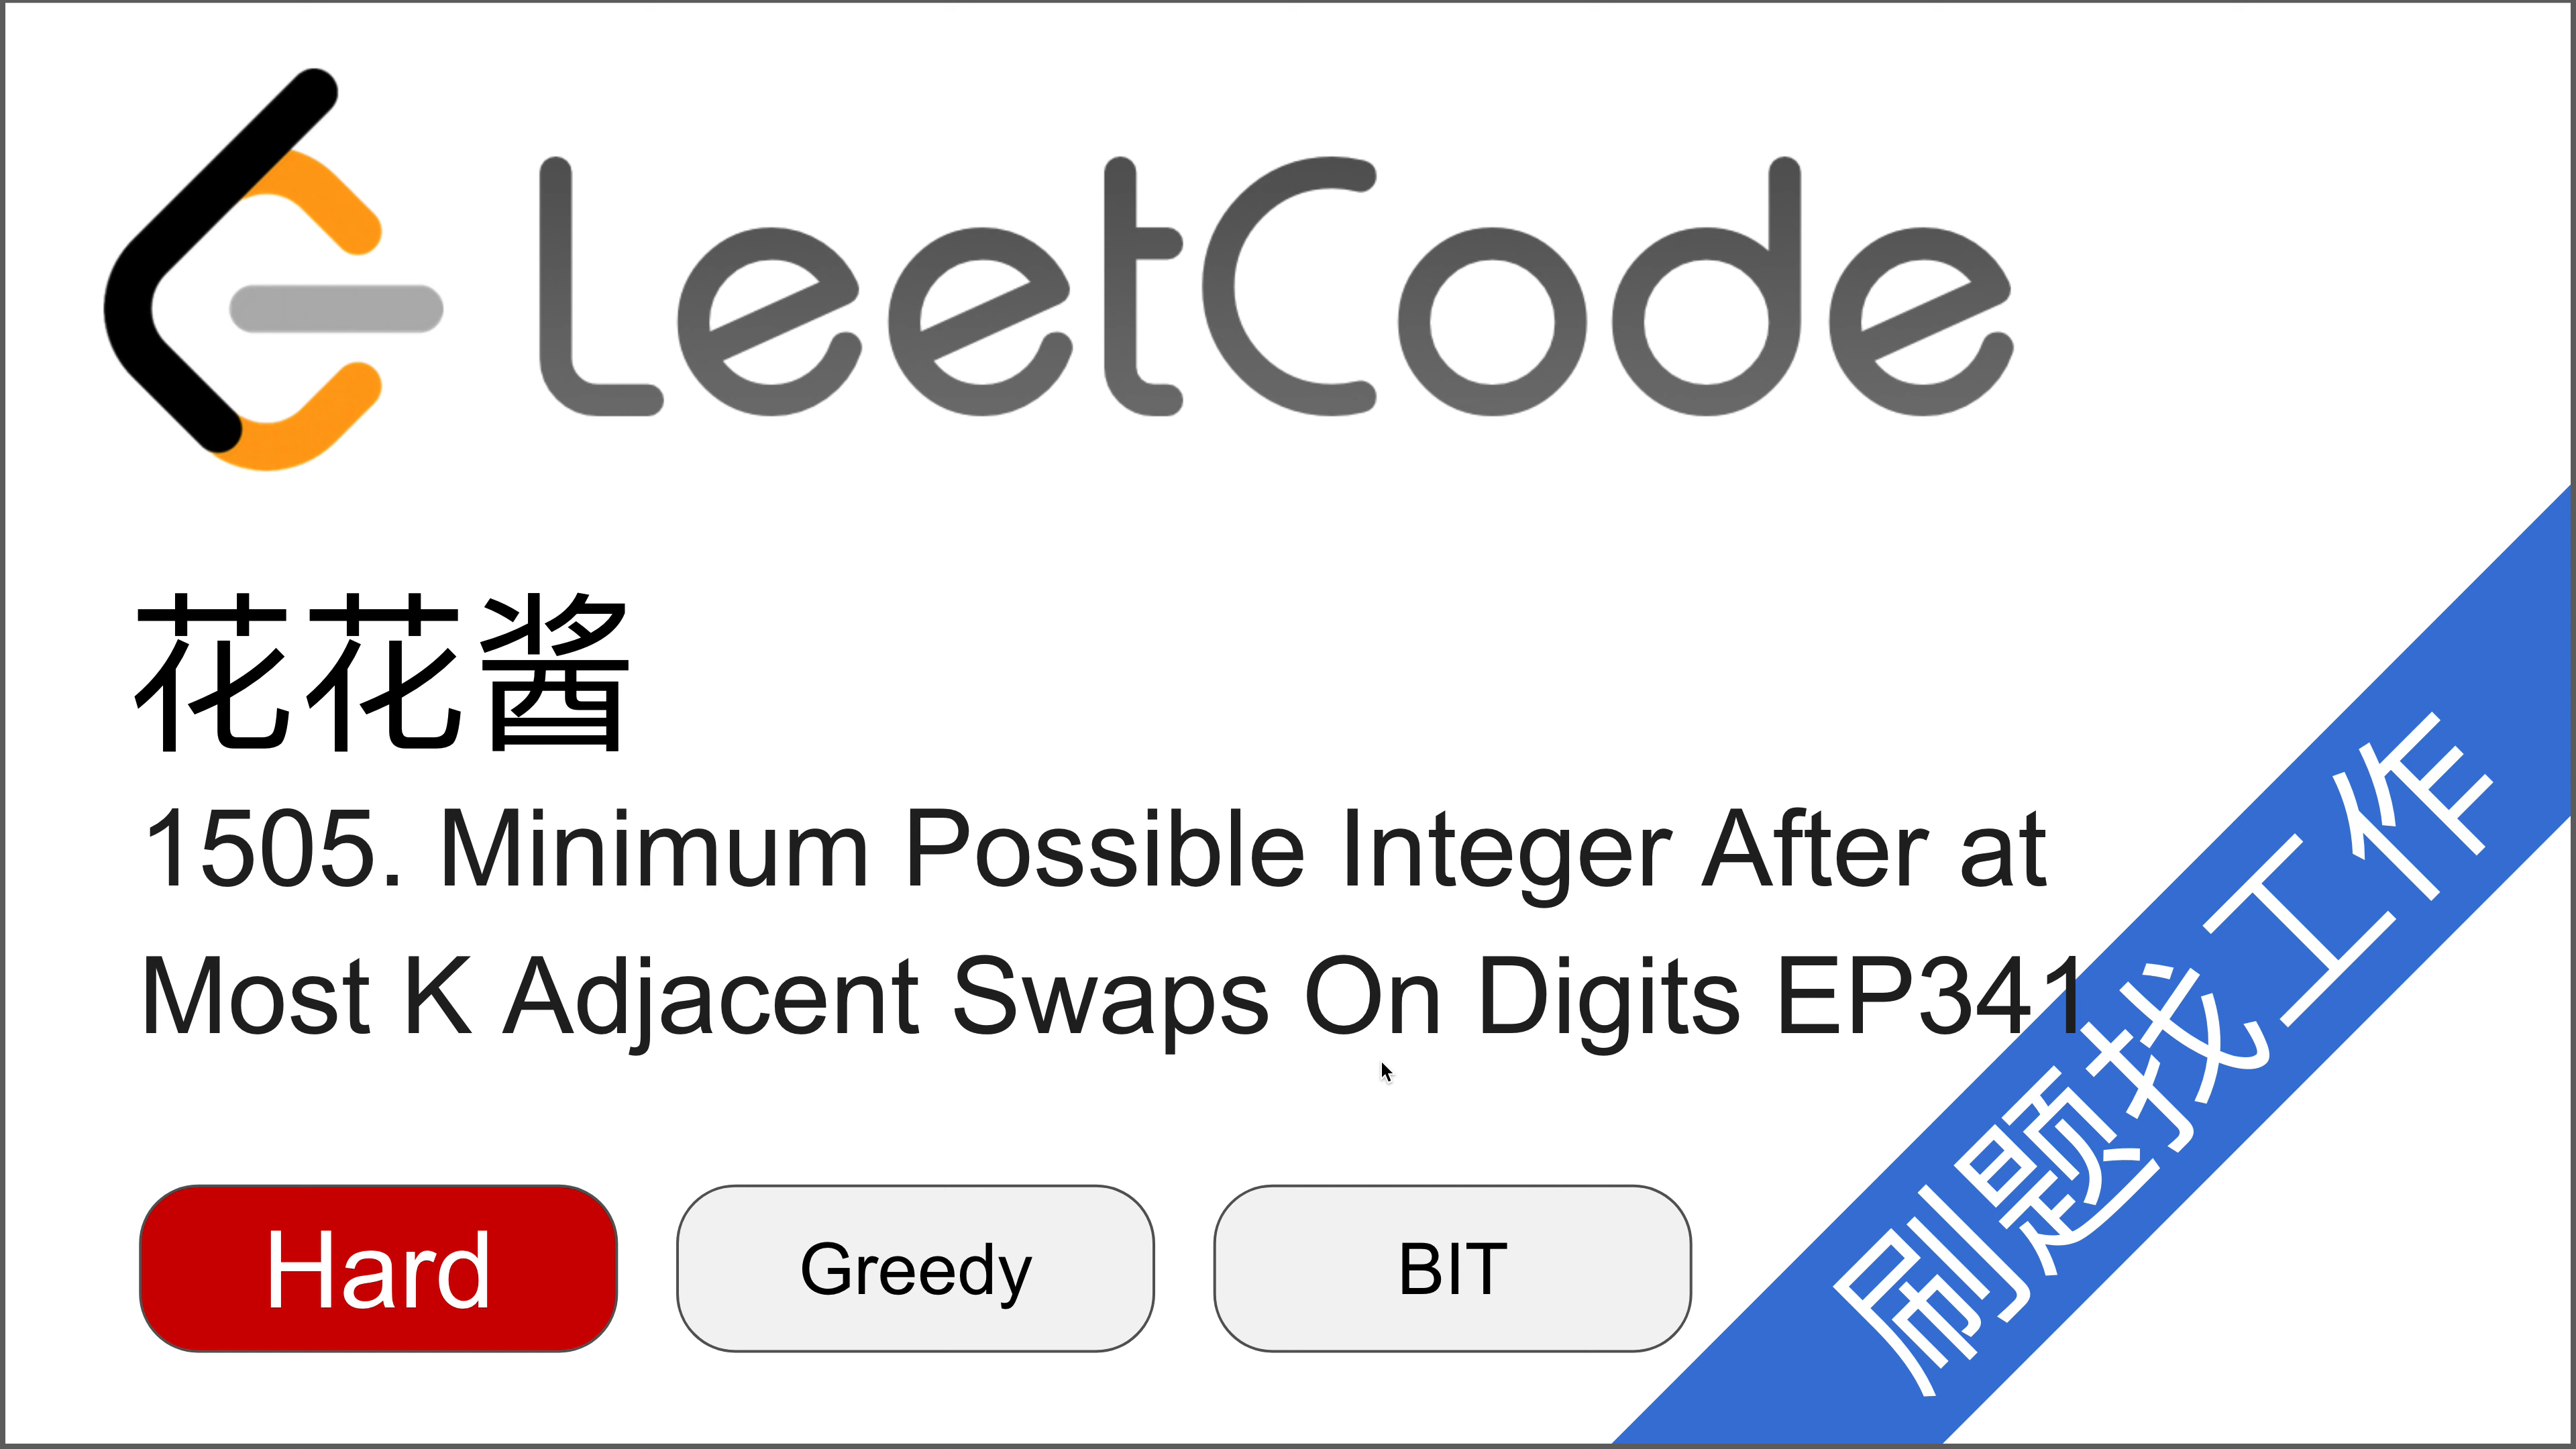 LeetCode
花花酱
1505. Minimum Possible Integer After at
Most K Adjacent Swaps On Digits EP341
Hard
Greedy
BIT
刷题找工作